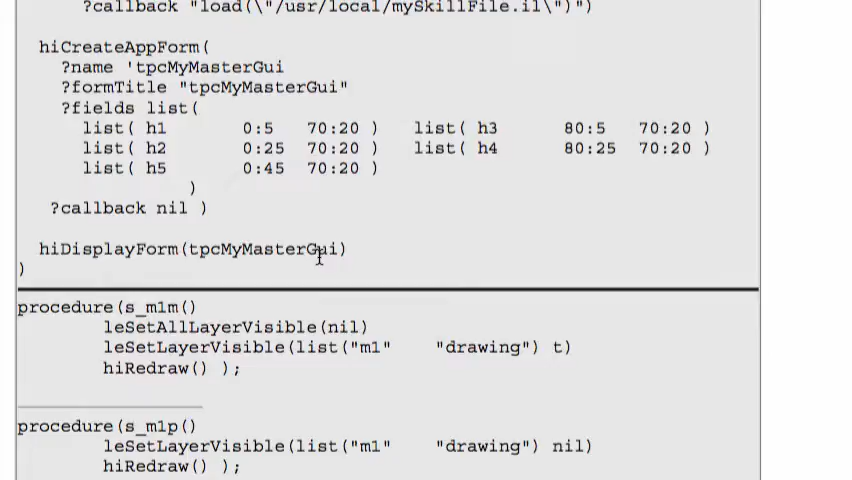 ?callback "load(\"/usr/local/mySkillFile.il\")")
hiCreateAppForm(
?name 'tpcMyMasterGui
?formTitle "tpcMyMasterGui"
?fields list(
list( h1 0:5 70:20 ) list( h3 80:5 70:20 )
list( h2 0:25 70:20 ) list( h4 80:25 70:20 )
list( h5 0:45 70:20 )
)
?callback nil )
hiDisplayForm(tpcMyMasterGui)
)
procedure(s_m1m()
leSetAllLayerVisible(nil)
leSetLayerVisible(list("m1" "drawing") t)
hiRedraw() );
procedure(s_m1p()
leSetLayerVisible(list("m1" "drawing") nil)
hiRedraw() );